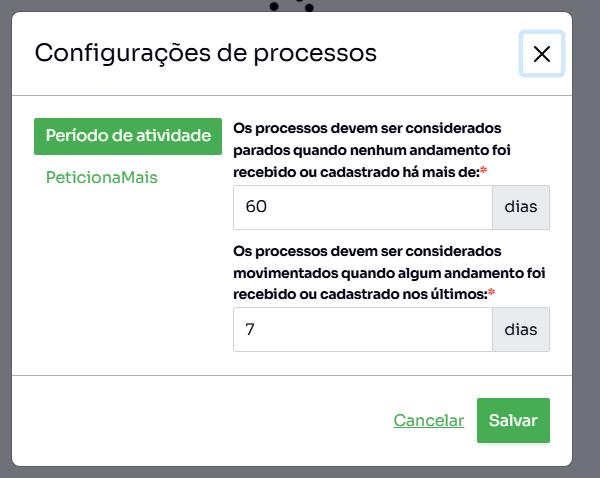 Configurações de processos
Período de atividade
PeticionaMais
Os processos devem ser considerados
parados quando nenhum andamento foi
recebido ou cadastrado há mais de:*
60
dias
Os processos devem ser considerados
movimentados quando algum andamento foi
recebido ou cadastrado nos últimos:*
7
dias
Cancelar
Salvar